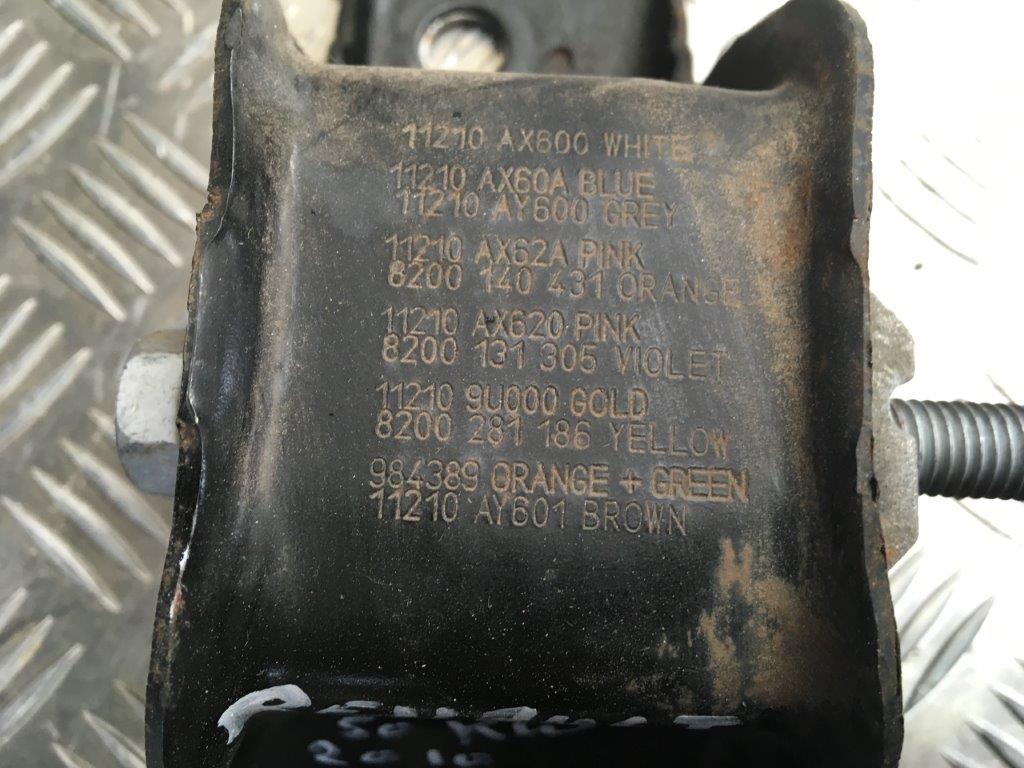 11210 AX600 WHITE
11210 AX60A BLUE
11210 AY600 GREY
11210 AX62A PINK
8200 140 431 ORANGE
11210 AX620 PINK
8200 131 305 VIOLET
11210 9U000 GOLD
8200 281 186 YELLOW
984389 ORANGE + GREEN
11210 AY601 BROWN
2010